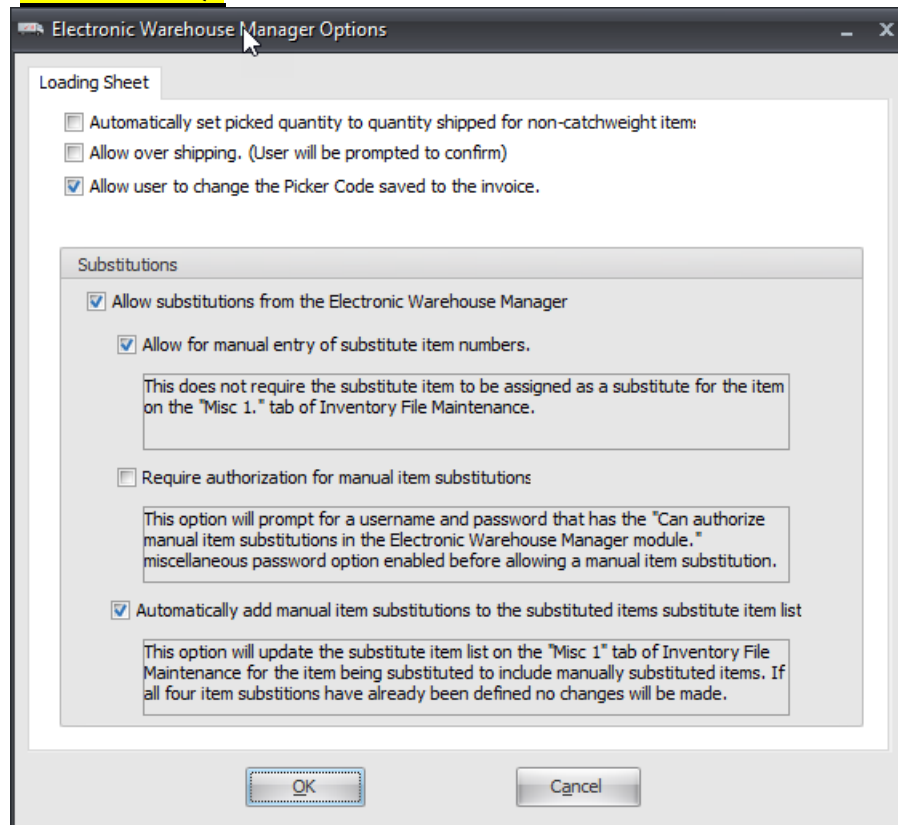 Electronic Warehouse Manager Options
Loading Sheet
Automatically set picked quantity to quantity shipped for non-catchweight item
Allow over shipping. (User will be prompted to confirm)
Allow user to change the Picker Code saved to the invoice.
Substitutions
Allow substitutions from the Electronic Warehouse Manager
Allow for manual entry of substitute item numbers.
This does not require the substitute item to be assigned as a substitute for the item
on the "Misc 1." tab of Inventory File Maintenance.
Require authorization for manual item substitutions
This option will prompt for a username and password that has the "Can authorize
manual item substitutions in the Electronic Warehouse Manager module."
miscellaneous password option enabled before allowing a manual item substitution.
Automatically add manual item substitutions to the substituted items substitute item list
This option will update the substitute item list on the "Misc 1" tab of Inventory File
Maintenance for the item being substituted to include manually substituted items. If
all four item substitions have already been defined no changes will be made.
OK
Cancel